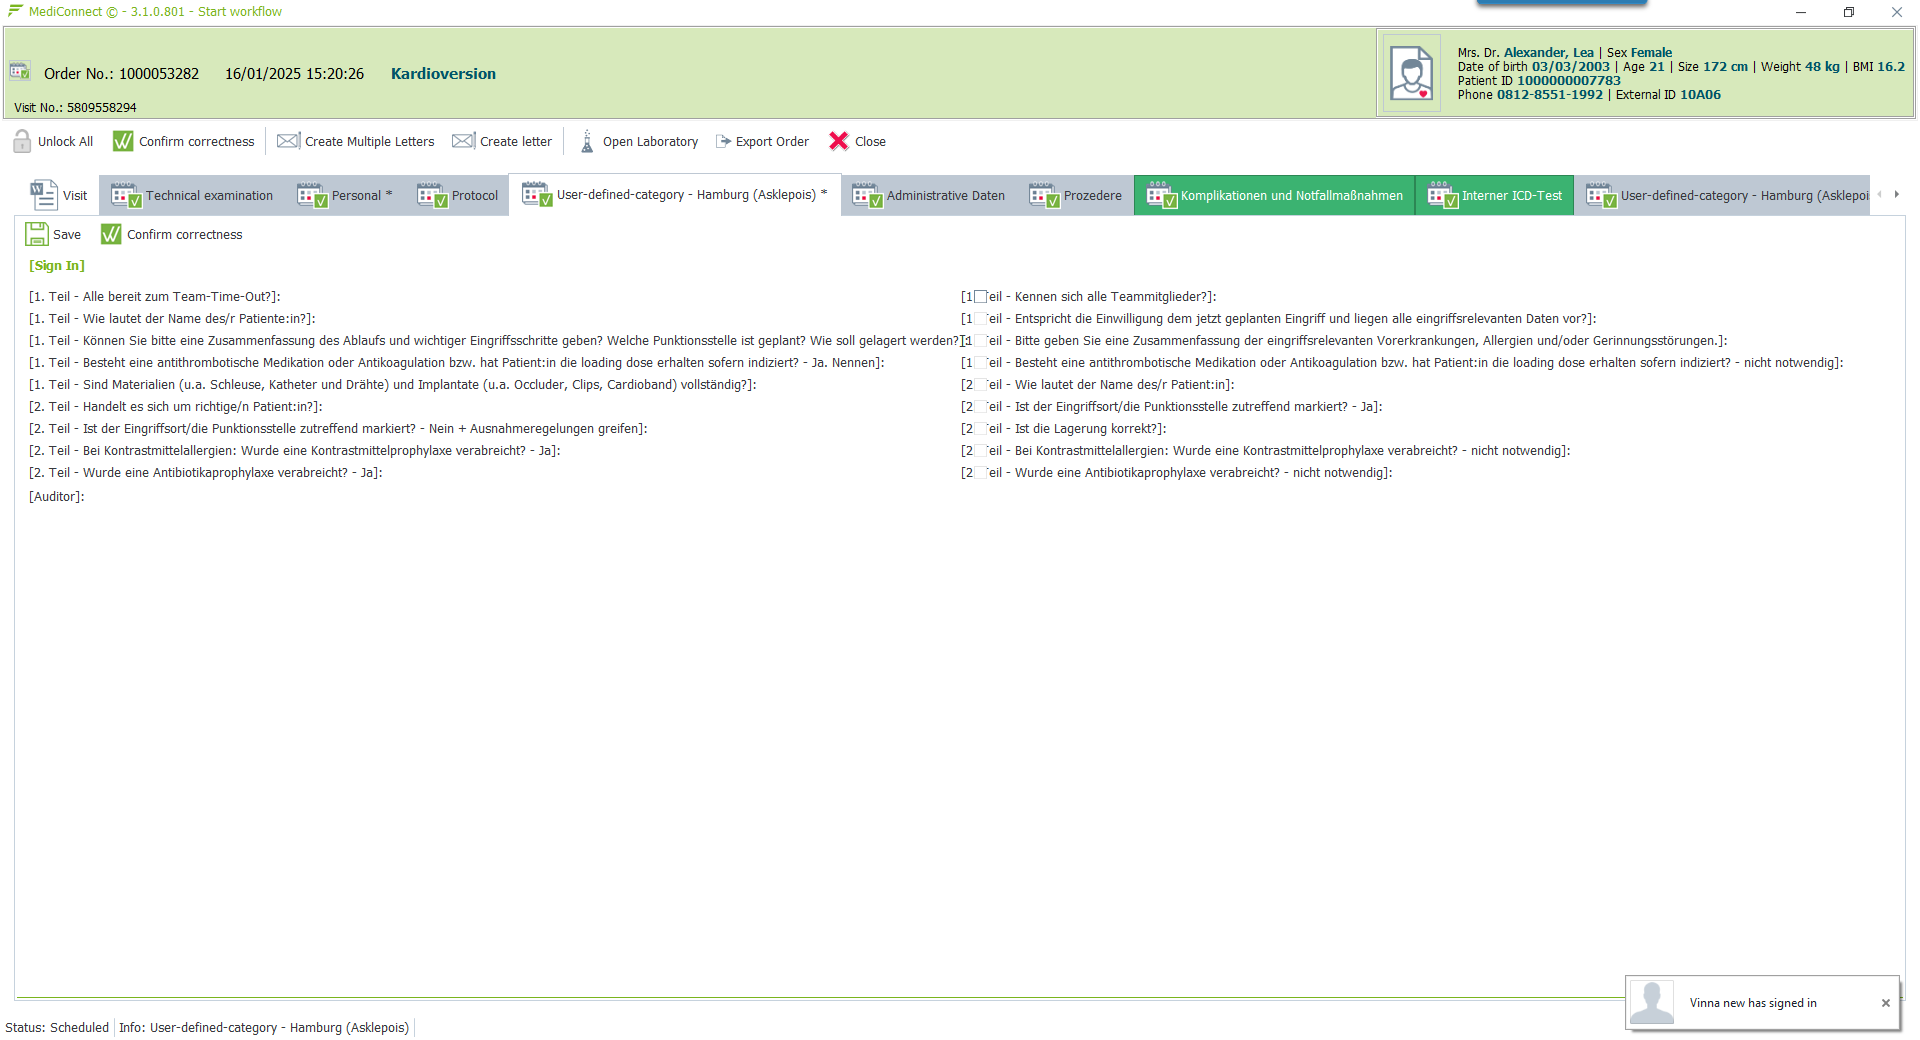 MediConnect © - 3.1.0.801 - Start workflow
Order No.: 1000053282 16/01/2025 15:20:26 Kardioversion
Visit No.: 5809558294
Mrs. Dr. Alexander, Lea | Sex Female
Date of birth 03/03/2003 | Age 21 | Size 172 cm | Weight 48 kg | BMI 16.2
Patient ID 1000000007783
Phone 0812-8551-1992 | External ID 10A06
Unlock All Confirm correctness Create Multiple Letters Create letter Open Laboratory Export Order Close
Visit Technical examination Personal * Protocol User-defined-category - Hamburg (Asklepois) * Administrative Daten Prozedere Komplikationen und Notfallmaßnahmen Interner ICD-Test User-defined-category - Hamburg (Asklepoi
Save Confirm correctness
[Sign In]
[1. Teil - Alle bereit zum Team-Time-Out?]: [1 Teil - Kennen sich alle Teammitglieder?]:
[1. Teil - Wie lautet der Name des/r Patiente:in?]: [1 Teil - Entspricht die Einwilligung dem jetzt geplanten Eingriff und liegen alle eingriffsrelevanten Daten vor?]:
[1. Teil - Können Sie bitte eine Zusammenfassung des Ablaufs und wichtiger Eingriffsschritte geben? Welche Punktionsstelle ist geplant? Wie soll gelagert werden?] [1 Teil - Bitte geben Sie eine Zusammenfassung der eingriffsrelevanten Vorerkrankungen, Allergien und/oder Gerinnungsstörungen.]:
[1. Teil - Besteht eine antithrombotische Medikation oder Antikoagulation bzw. hat Patient:in die loading dose erhalten sofern indiziert? - Ja. Nennen]: [1 Teil - Besteht eine antithrombotische Medikation oder Antikoagulation bzw. hat Patient:in die loading dose erhalten sofern indiziert? - nicht notwendig]:
[1. Teil - Sind Materialien (u.a. Schleuse, Katheter und Drähte) und Implantate (u.a. Occluder, Clips, Cardioband) vollständig?]: [2 Teil - Wie lautet der Name des/r Patient:in]:
[2. Teil - Handelt es sich um richtige/n Patient:in?]: [2 Teil - Ist der Eingriffsort/die Punktionsstelle zutreffend markiert? - Ja]:
[2. Teil - Ist der Eingriffsort/die Punktionsstelle zutreffend markiert? - Nein + Ausnahmeregelungen greifen]: [2 Teil - Ist die Lagerung korrekt?]:
[2. Teil - Bei Kontrastmittelallergien: Wurde eine Kontrastmittelprophylaxe verabreicht? - Ja]: [2 Teil - Bei Kontrastmittelallergien: Wurde eine Kontrastmittelprophylaxe verabreicht? - nicht notwendig]:
[2. Teil - Wurde eine Antibiotikaprophylaxe verabreicht? - Ja]: [2 Teil - Wurde eine Antibiotikaprophylaxe verabreicht? - nicht notwendig]:
[Auditor]:
Vinna new has signed in
Status: Scheduled Info: User-defined-category - Hamburg (Asklepois)